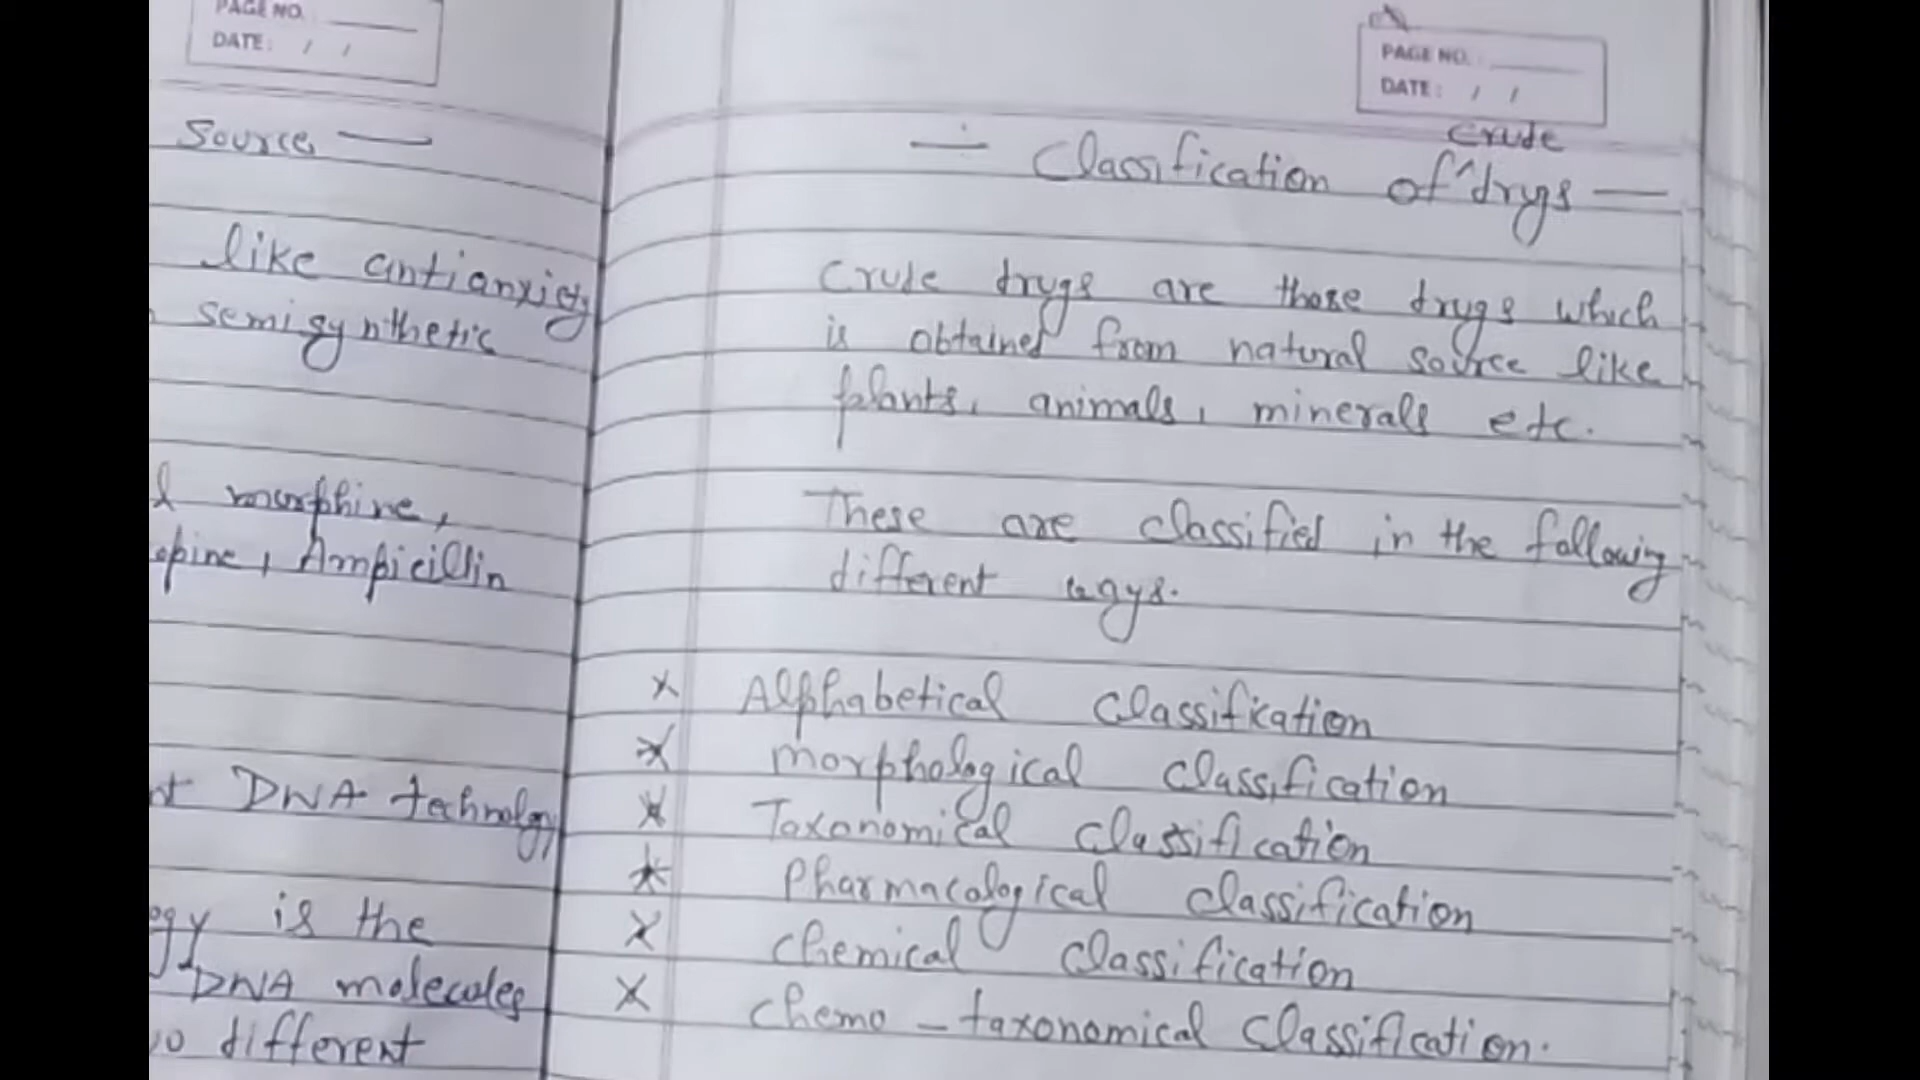 PAGE NO.
DATE: / /
Source
like antianxiety
semisynthetic
morphine,
Ampicillin
DNA technology
is the
DNA molecules
different
PAGE NO.
DATE: / /
Crude
Classification of ^ drugs
Crude drugs are those drugs which
is obtained from natural source like
plants, animals, minerals etc.
These are classified in the following
different ways.
Alphabetical classification
morphological classification
Taxonomical classification
Pharmacological classification
Chemical classification
Chemo - taxonomical classification.